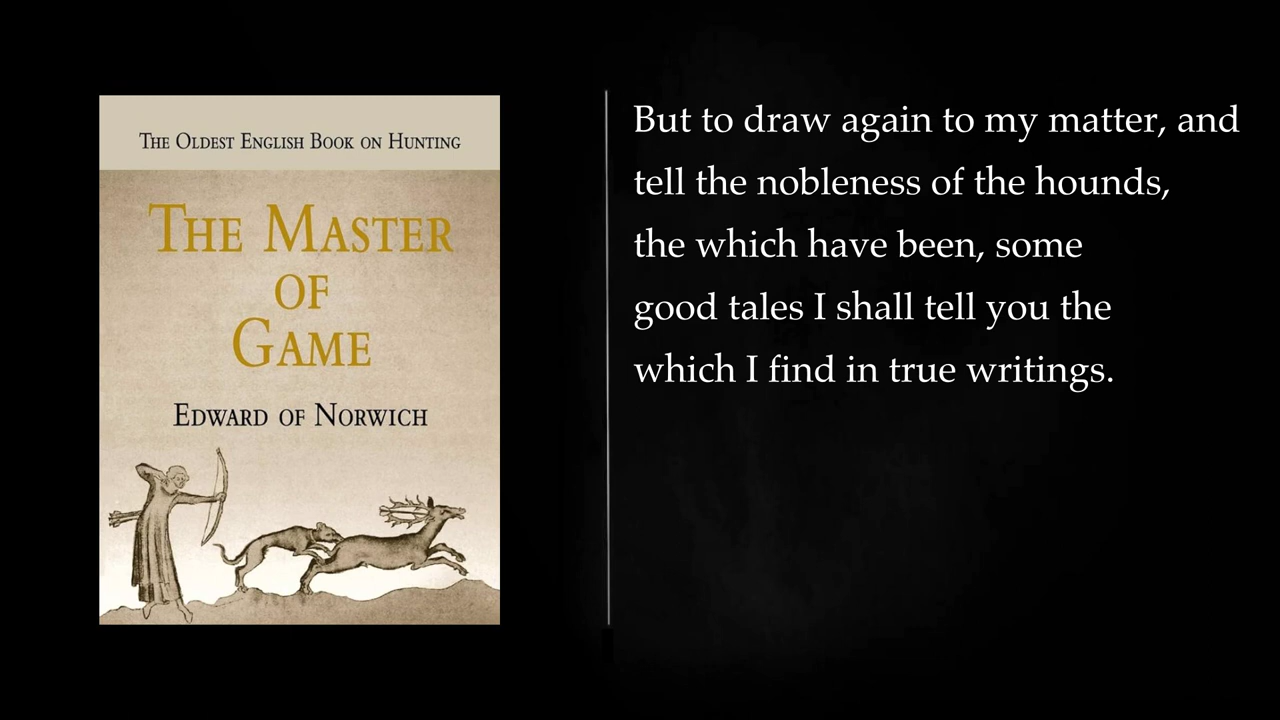 The Oldest English Book on Hunting
The Master
of
Game
Edward of Norwich
But to draw again to my matter, and
tell the nobleness of the hounds,
the which have been, some
good tales I shall tell you the
which I find in true writings.